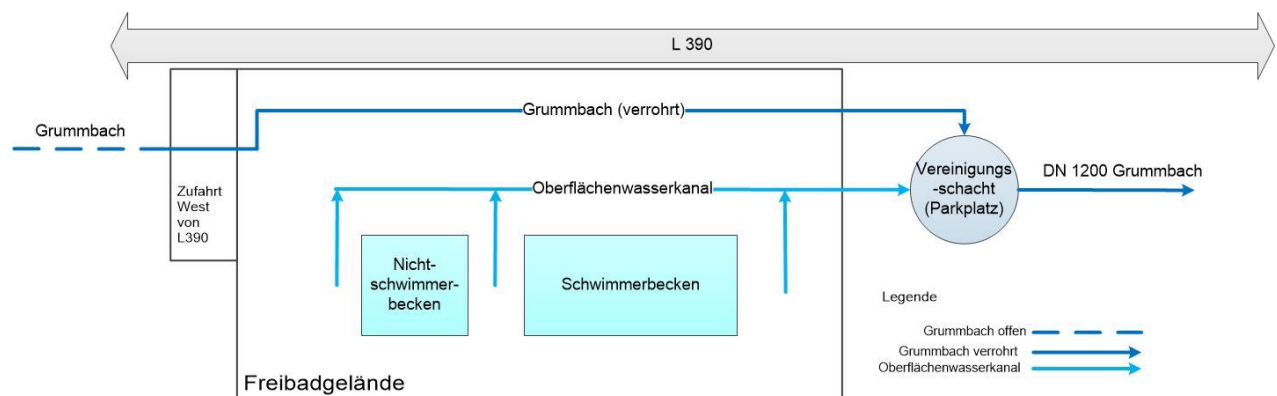 L 390
Grummbach (verrohrt)
Grummbach
Zufahrt
West
von
L390
Oberflächenwasserkanal
Vereinigungs
-schacht
(Parkplatz)
DN 1200 Grummbach
Nicht-
schwimmer-
becken
Schwimmerbecken
Freibadgelände
Legende
Grummbach offen
Grummbach verrohrt
Oberflächenwasserkanal